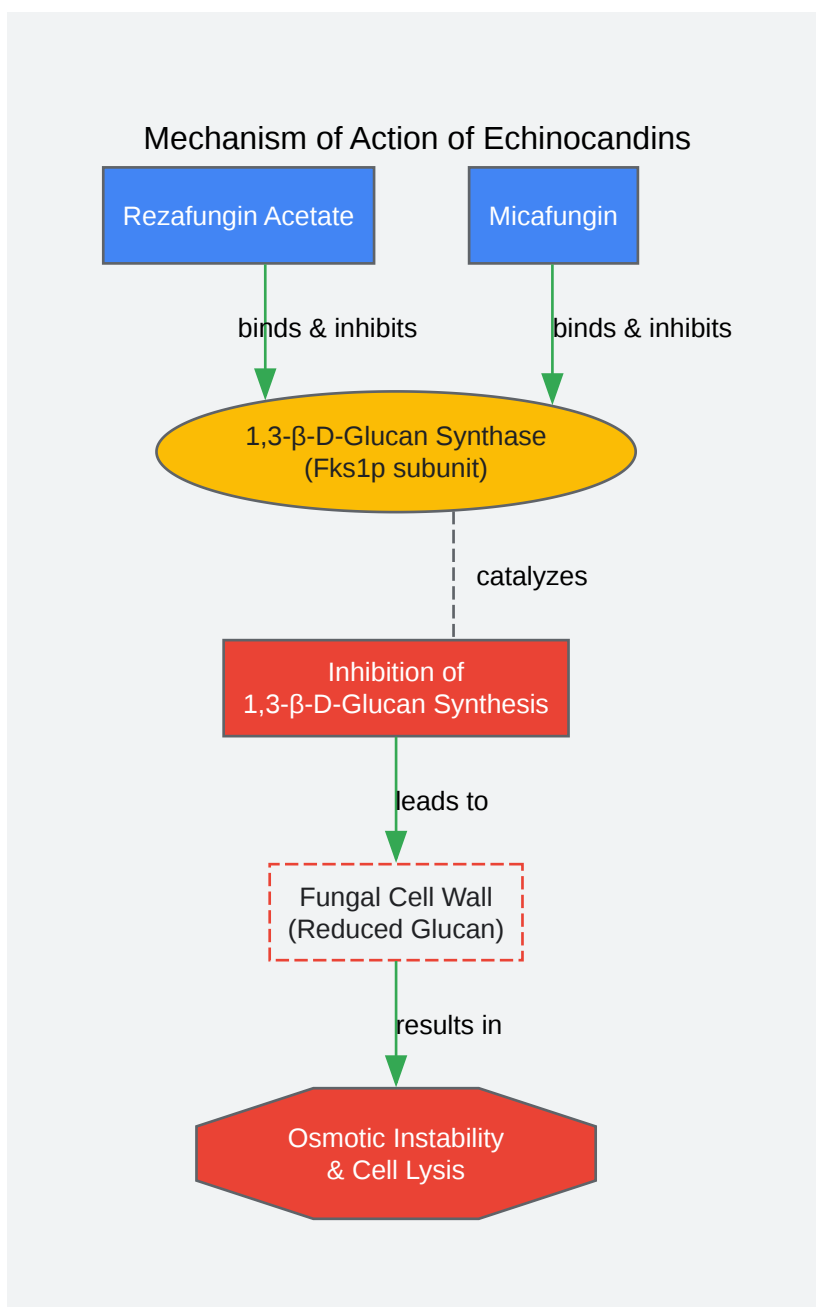 Mechanism of Action of Echinocandins
Rezafungin Acetate
Micafungin
binds & inhibits
binds & inhibits
1,3-β-D-Glucan Synthase
(Fks1p subunit)
catalyzes
Inhibition of
1,3-β-D-Glucan Synthesis
leads to
Fungal Cell Wall
(Reduced Glucan)
results in
Osmotic Instability
& Cell Lysis